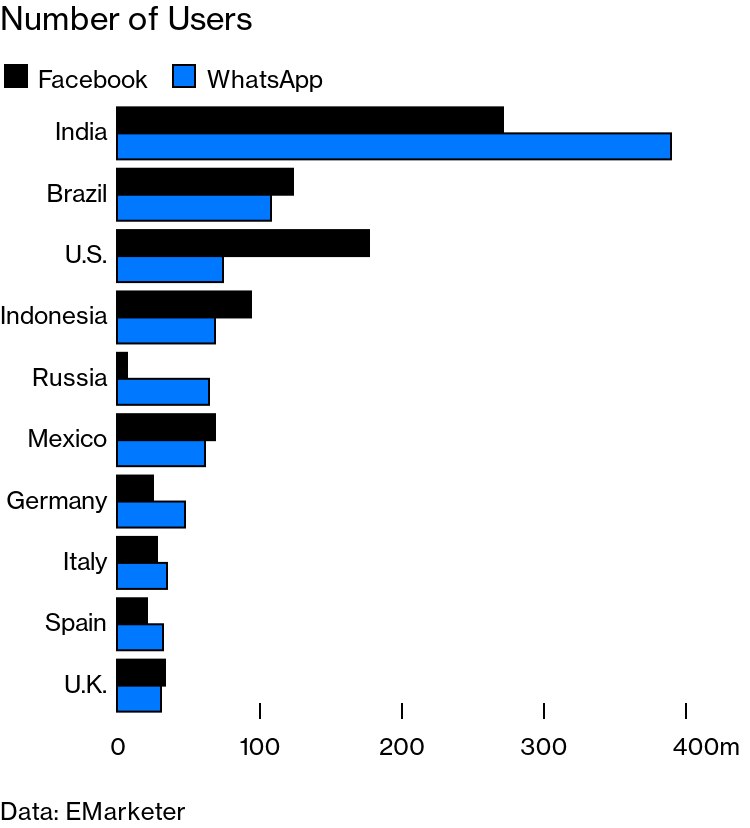 Number of Users
Facebook WhatsApp
India
Brazil
U.S.
Indonesia
Russia
Mexico
Germany
Italy
Spain
U.K.
0 100 200 300 400m
Data: EMarketer